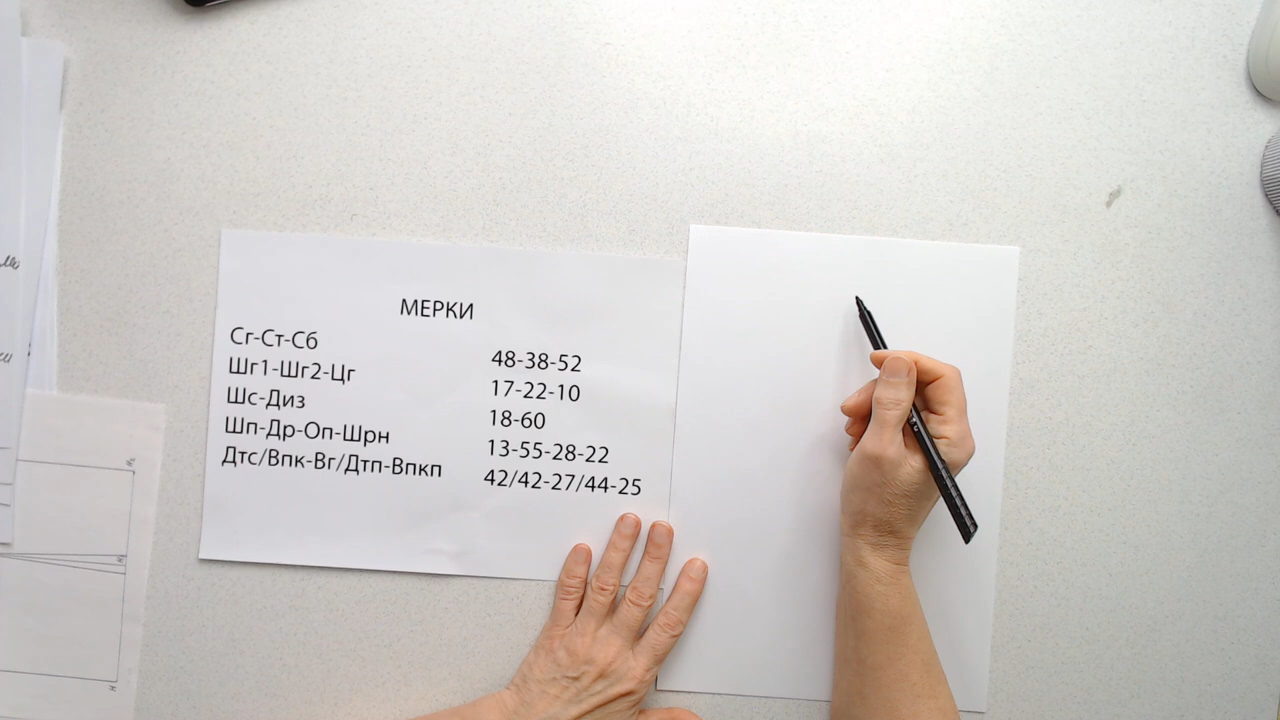 МЕРКИ
Сг-Ст-Сб 48-38-52
Шг1-Шг2-Цг 17-22-10
Шс-Диз 18-60
Шп-Др-Оп-Шрн 13-55-28-22
Дтс/Впк-Вг/Дтп-Впкп 42/42-27/44-25